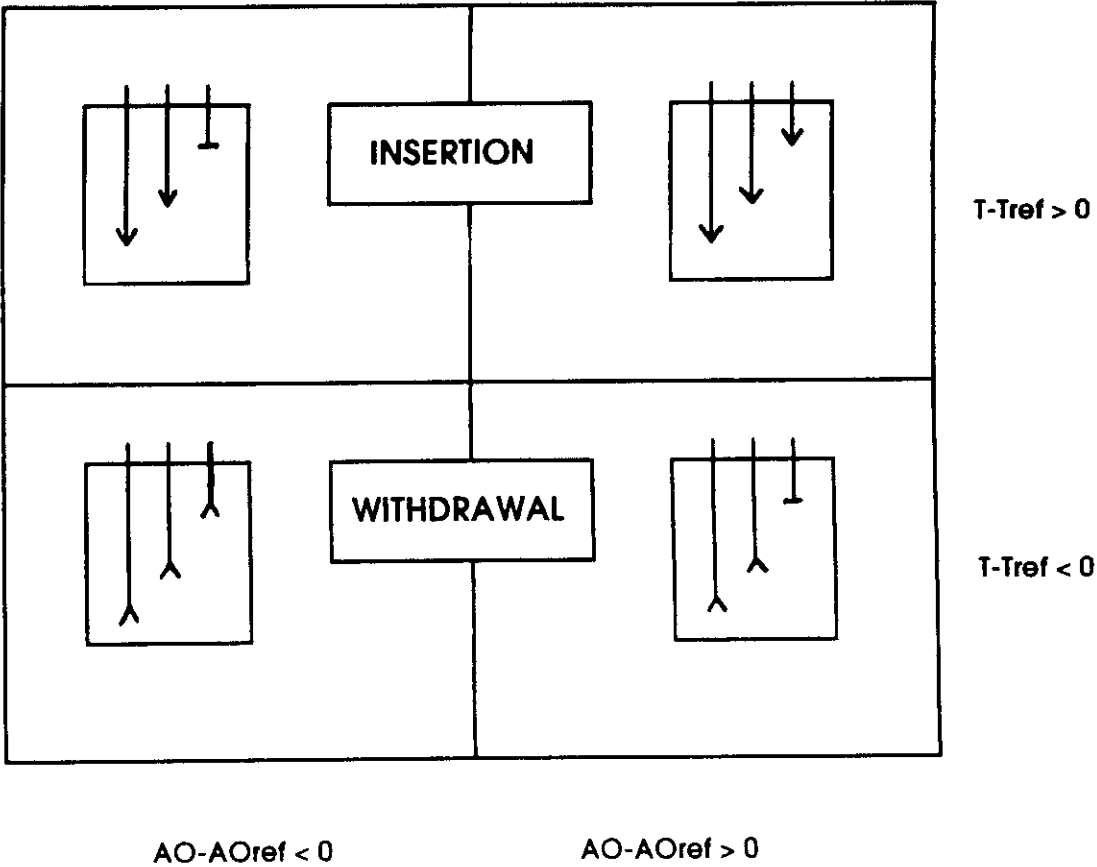 INSERTION
T-Tref > 0
WITHDRAWAL
T-Tref < 0
AO-AOref < 0
AO-AOref > 0